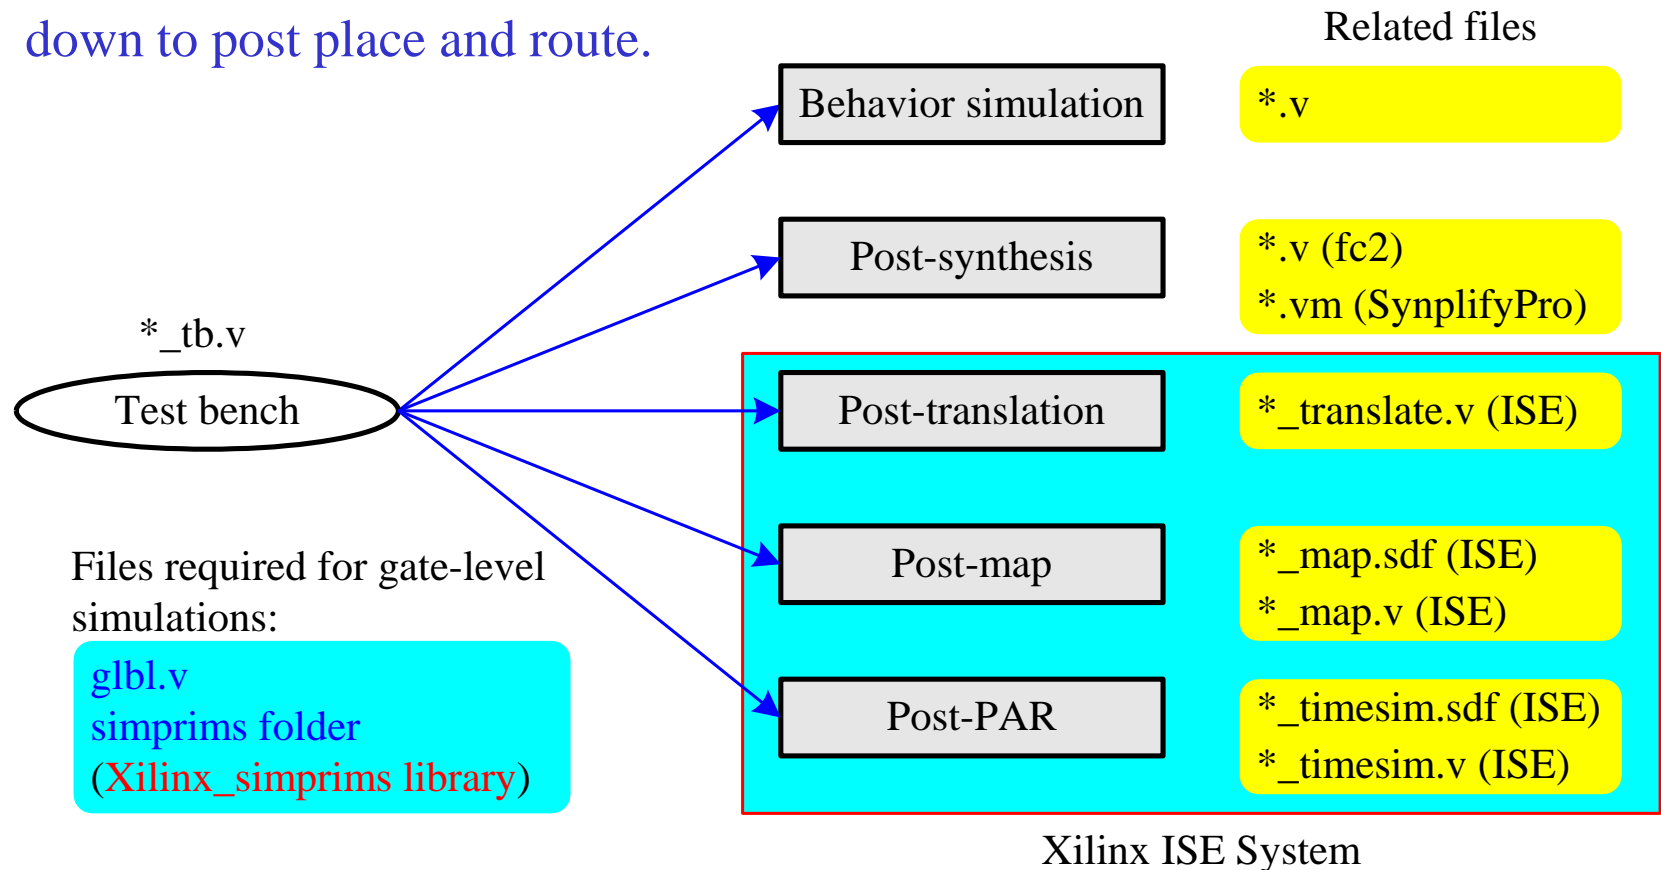 down to post place and route.
Related files
Behavior simulation
*.v
Post-synthesis
*.v (fc2)
*.vm (SynplifyPro)
*_tb.v
Test bench
Post-translation
*_translate.v (ISE)
Post-map
*_map.sdf (ISE)
*_map.v (ISE)
Files required for gate-level
simulations:
glbl.v
simprims folder
(Xilinx_simprims library)
Post-PAR
*_timesim.sdf (ISE)
*_timesim.v (ISE)
Xilinx ISE System